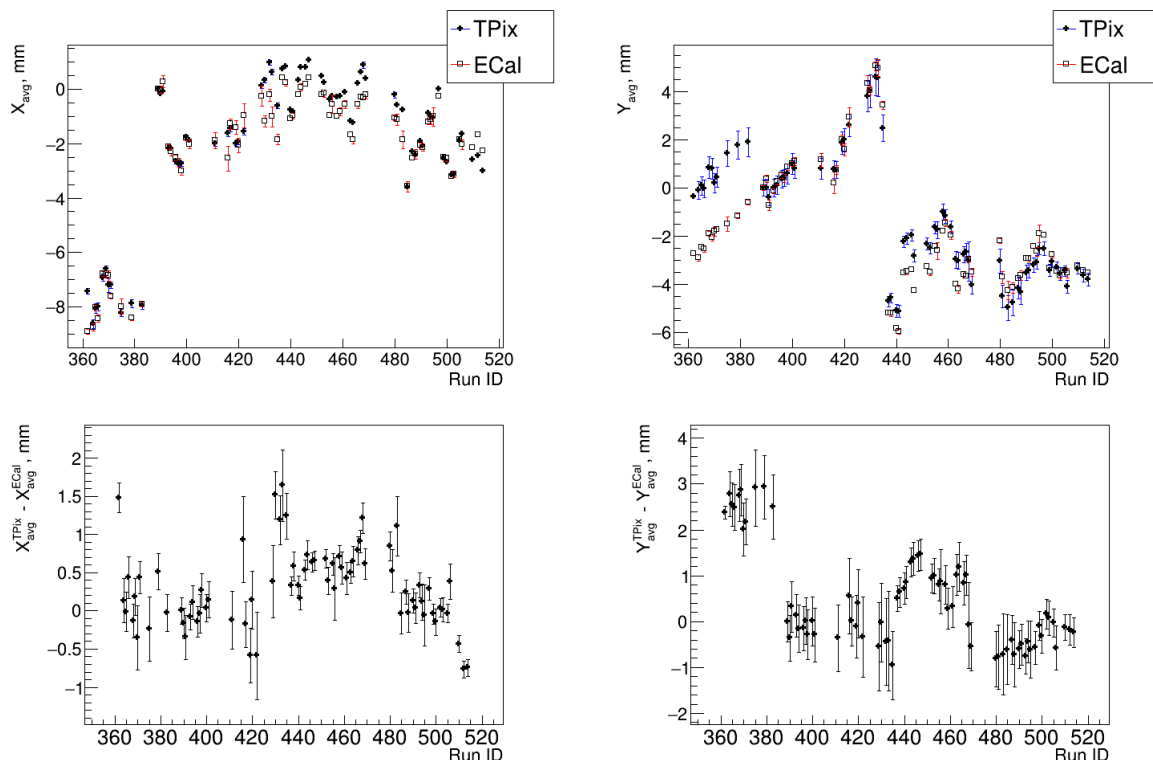 TPix
ECal
X_avg, mm
0
−2
−4
−6
−8
360 380 400 420 440 460 480 500 520
Run ID
TPix
ECal
Y_avg, mm
4
2
0
−2
−4
−6
360 380 400 420 440 460 480 500 520
Run ID
X_avg^TPix - X_avg^ECal, mm
2
1.5
1
0.5
0
−0.5
−1
360 380 400 420 440 460 480 500 520
Run ID
Y_avg^TPix - Y_avg^ECal, mm
4
3
2
1
0
−1
−2
360 380 400 420 440 460 480 500 520
Run ID